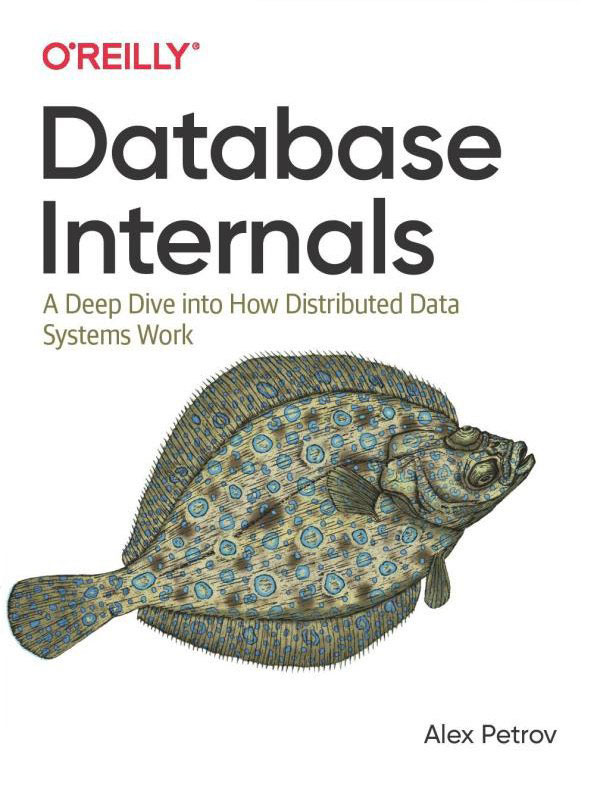 O'REILLY®
Database
Internals
A Deep Dive into How Distributed Data
Systems Work
Alex Petrov